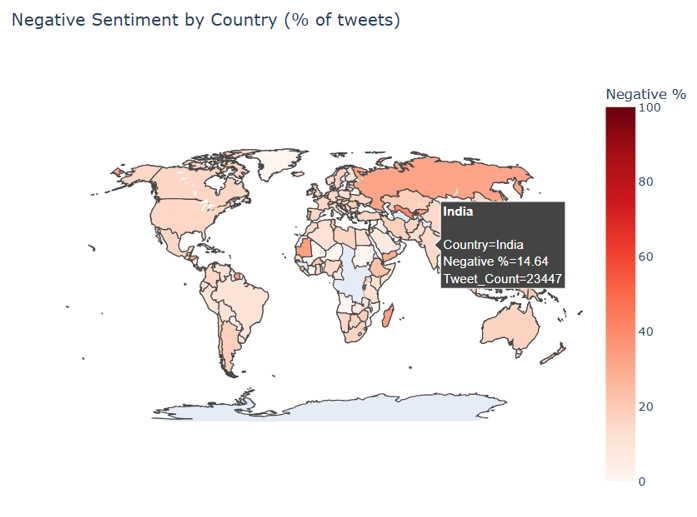 Negative Sentiment by Country (% of tweets)
Negative %
100
80
60
40
20
0
India
Country=India
Negative %=14.64
Tweet_Count=23447